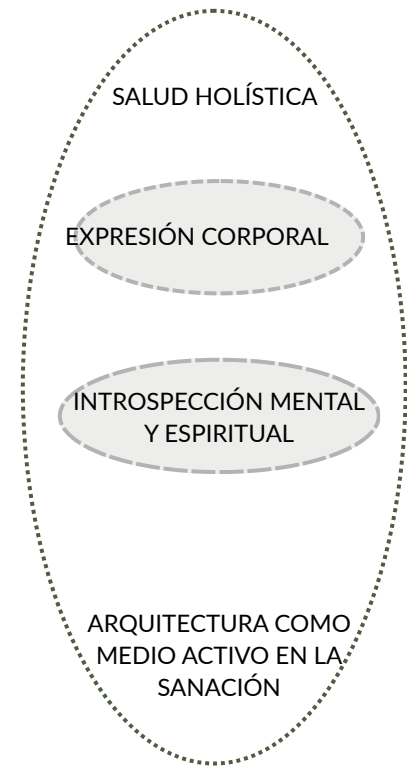 SALUD HOLÍSTICA
EXPRESIÓN CORPORAL
INTROSPECCIÓN MENTAL
Y ESPIRITUAL
ARQUITECTURA COMO
MEDIO ACTIVO EN LA
SANACIÓN